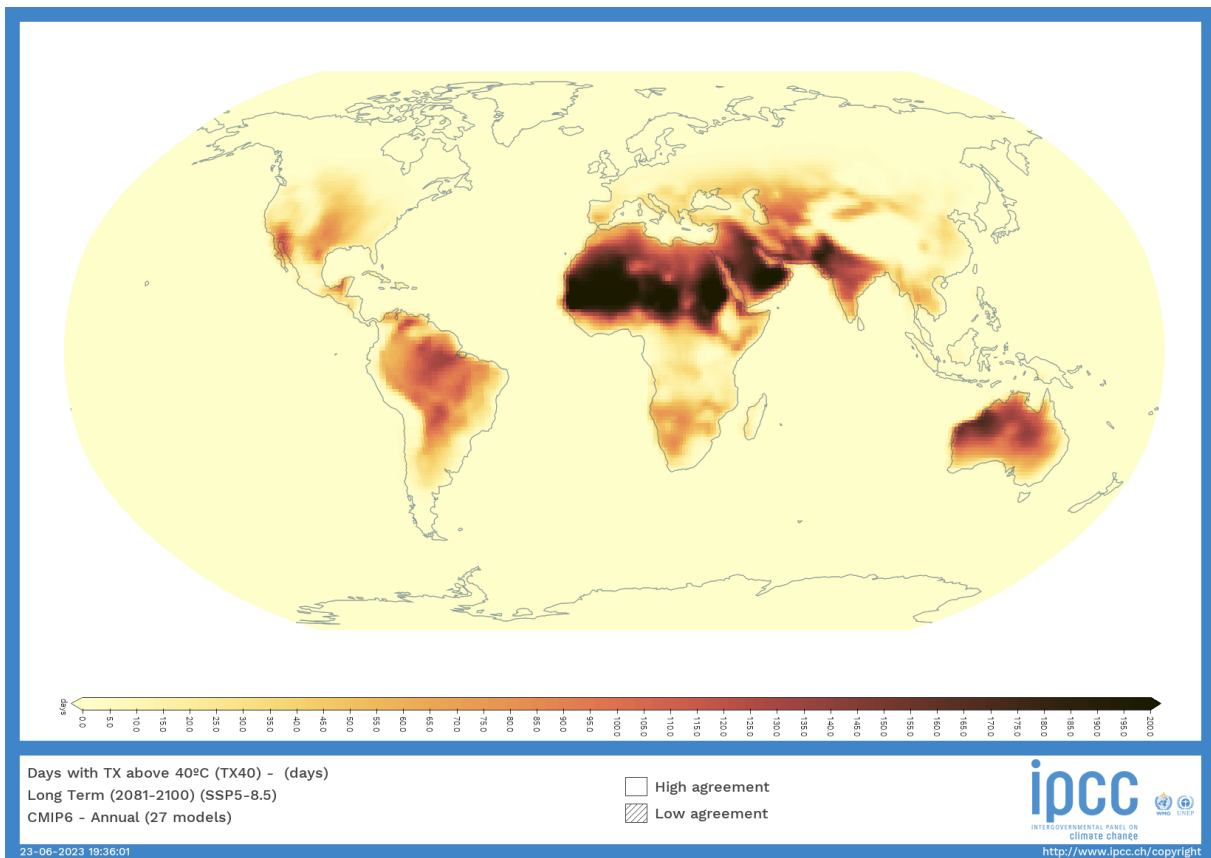 days
0.0 5.0 10.0 15.0 20.0 25.0 30.0 35.0 40.0 45.0 50.0 55.0 60.0 65.0 70.0 75.0 80.0 85.0 90.0 95.0 100.0 105.0 110.0 115.0 120.0 125.0 130.0 135.0 140.0 145.0 150.0 155.0 160.0 165.0 170.0 175.0 180.0 185.0 190.0 195.0 200.0
Days with TX above 40ºC (TX40) - (days)
Long Term (2081-2100) (SSP5-8.5)
CMIP6 - Annual (27 models)
High agreement
Low agreement
ipcc
INTERGOVERNMENTAL PANEL ON
climate change
WMO UNEP
23-06-2023 19:36:01
http://www.ipcc.ch/copyright